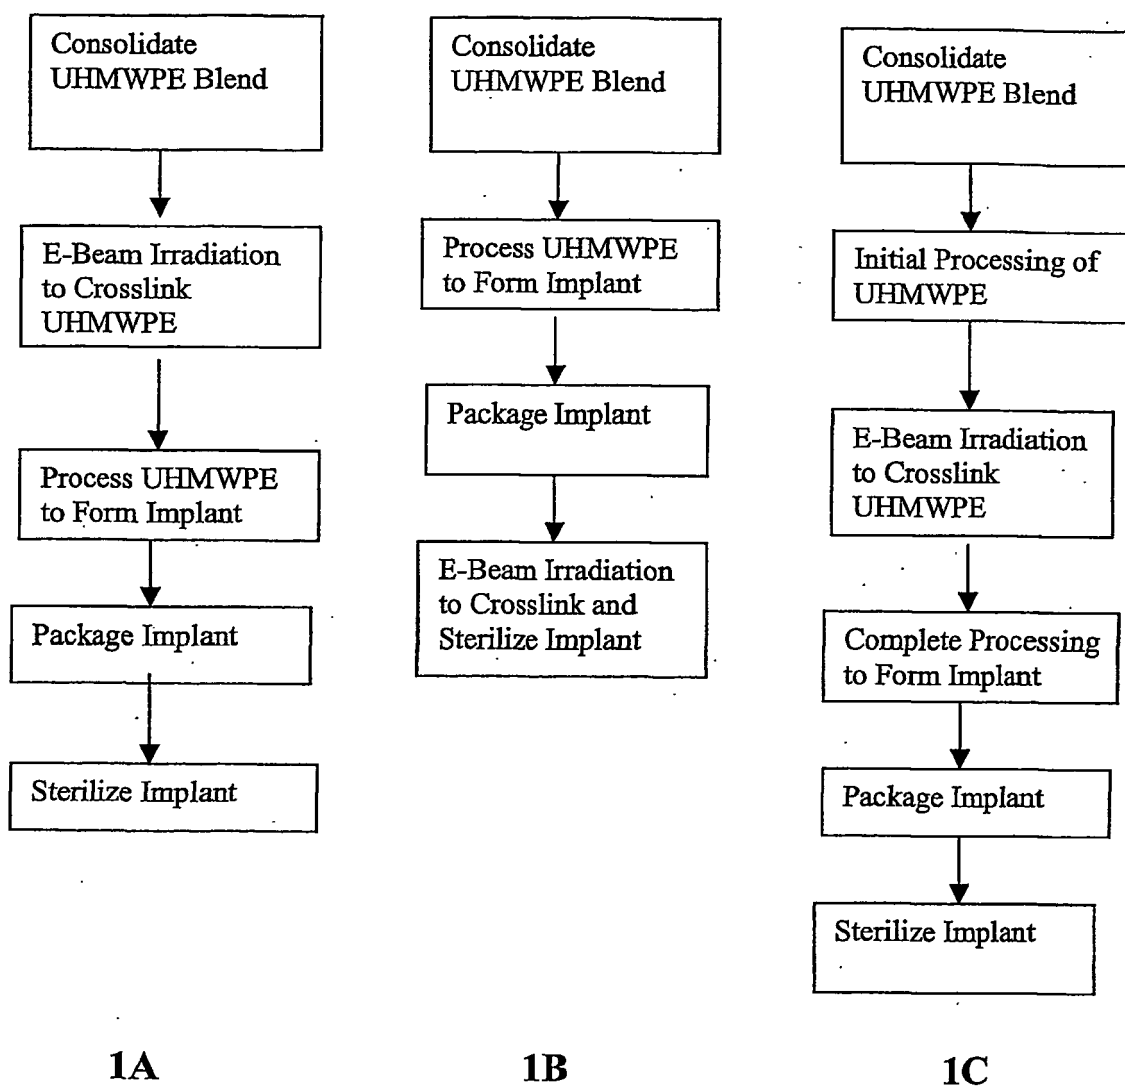 Consolidate
UHMWPE Blend
E-Beam Irradiation
to Crosslink
UHMWPE
Process UHMWPE
to Form Implant
Package Implant
Sterilize Implant
1A
Consolidate
UHMWPE Blend
Process UHMWPE
to Form Implant
Package Implant
E-Beam Irradiation
to Crosslink and
Sterilize Implant
1B
Consolidate
UHMWPE Blend
Initial Processing of
UHMWPE
E-Beam Irradiation
to Crosslink
UHMWPE
Complete Processing
to Form Implant
Package Implant
Sterilize Implant
1C